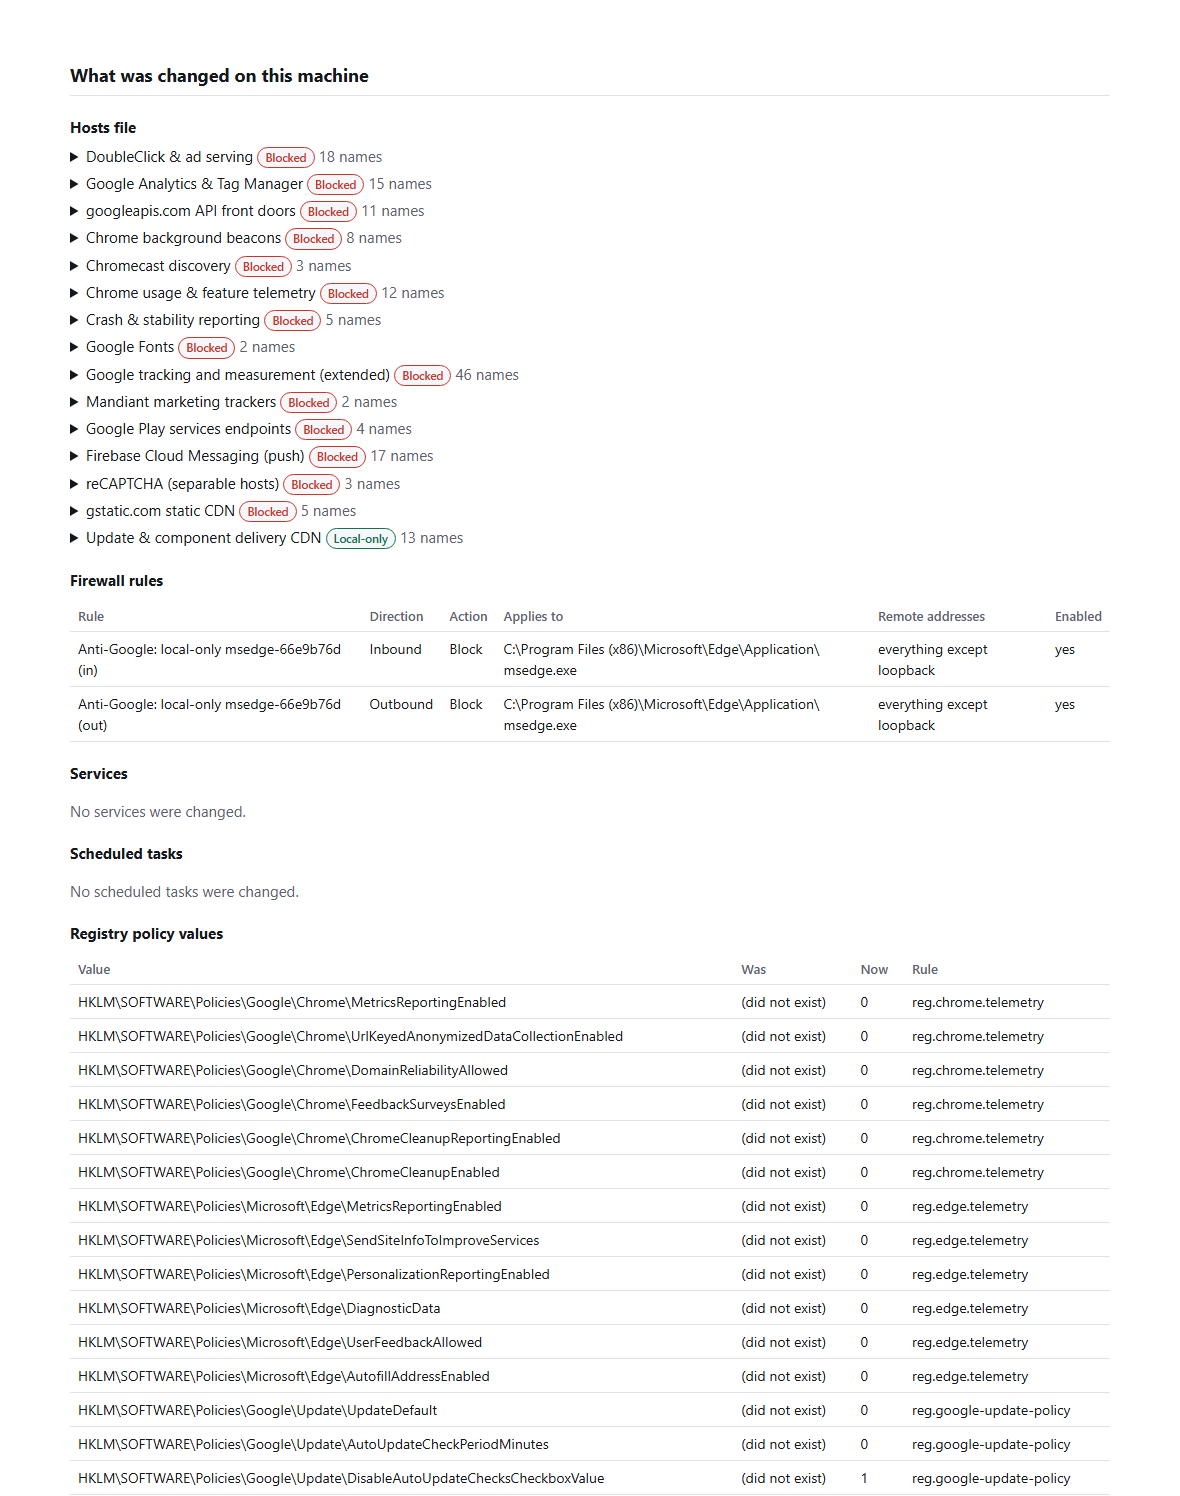 What was changed on this machine
Hosts file
DoubleClick & ad serving Blocked 18 names
Google Analytics & Tag Manager Blocked 15 names
googleapis.com API front doors Blocked 11 names
Chrome background beacons Blocked 8 names
Chromecast discovery Blocked 3 names
Chrome usage & feature telemetry Blocked 12 names
Crash & stability reporting Blocked 5 names
Google Fonts Blocked 2 names
Google tracking and measurement (extended) Blocked 46 names
Mandiant marketing trackers Blocked 2 names
Google Play services endpoints Blocked 4 names
Firebase Cloud Messaging (push) Blocked 17 names
reCAPTCHA (separable hosts) Blocked 3 names
gstatic.com static CDN Blocked 5 names
Update & component delivery CDN Local-only 13 names
Firewall rules
Rule Direction Action Applies to Remote addresses Enabled
Anti-Google: local-only msedge-66e9b76d Inbound Block C:\Program Files (x86)\Microsoft\Edge\Application\ everything except yes
(in) msedge.exe loopback
Anti-Google: local-only msedge-66e9b76d Outbound Block C:\Program Files (x86)\Microsoft\Edge\Application\ everything except yes
(out) msedge.exe loopback
Services
No services were changed.
Scheduled tasks
No scheduled tasks were changed.
Registry policy values
Value Was Now Rule
HKLM\SOFTWARE\Policies\Google\Chrome\MetricsReportingEnabled (did not exist) 0 reg.chrome.telemetry
HKLM\SOFTWARE\Policies\Google\Chrome\UrlKeyedAnonymizedDataCollectionEnabled (did not exist) 0 reg.chrome.telemetry
HKLM\SOFTWARE\Policies\Google\Chrome\DomainReliabilityAllowed (did not exist) 0 reg.chrome.telemetry
HKLM\SOFTWARE\Policies\Google\Chrome\FeedbackSurveysEnabled (did not exist) 0 reg.chrome.telemetry
HKLM\SOFTWARE\Policies\Google\Chrome\ChromeCleanupReportingEnabled (did not exist) 0 reg.chrome.telemetry
HKLM\SOFTWARE\Policies\Google\Chrome\ChromeCleanupEnabled (did not exist) 0 reg.chrome.telemetry
HKLM\SOFTWARE\Policies\Microsoft\Edge\MetricsReportingEnabled (did not exist) 0 reg.edge.telemetry
HKLM\SOFTWARE\Policies\Microsoft\Edge\SendSiteInfoToImproveServices (did not exist) 0 reg.edge.telemetry
HKLM\SOFTWARE\Policies\Microsoft\Edge\PersonalizationReportingEnabled (did not exist) 0 reg.edge.telemetry
HKLM\SOFTWARE\Policies\Microsoft\Edge\DiagnosticData (did not exist) 0 reg.edge.telemetry
HKLM\SOFTWARE\Policies\Microsoft\Edge\UserFeedbackAllowed (did not exist) 0 reg.edge.telemetry
HKLM\SOFTWARE\Policies\Microsoft\Edge\AutofillAddressEnabled (did not exist) 0 reg.edge.telemetry
HKLM\SOFTWARE\Policies\Google\Update\UpdateDefault (did not exist) 0 reg.google-update-policy
HKLM\SOFTWARE\Policies\Google\Update\AutoUpdateCheckPeriodMinutes (did not exist) 0 reg.google-update-policy
HKLM\SOFTWARE\Policies\Google\Update\DisableAutoUpdateChecksCheckboxValue (did not exist) 1 reg.google-update-policy